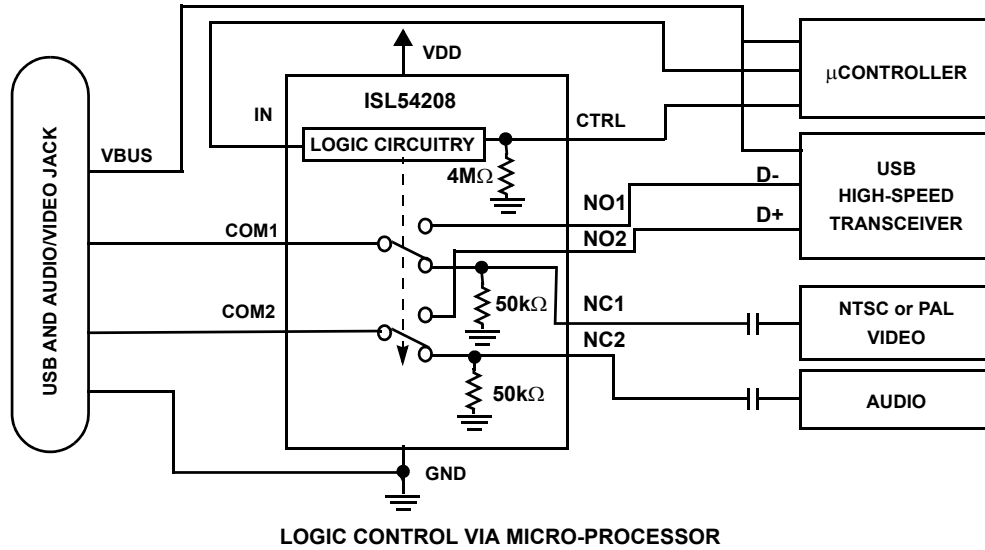 VDD
μCONTROLLER
ISL54208
IN
CTRL
LOGIC CIRCUITRY
USB AND AUDIO/VIDEO JACK
VBUS
4MΩ
USB
HIGH-SPEED
TRANSCEIVER
D-
NO1
D+
COM1
NO2
50kΩ
NC1
NTSC or PAL
VIDEO
COM2
NC2
50kΩ
AUDIO
GND
LOGIC CONTROL VIA MICRO-PROCESSOR